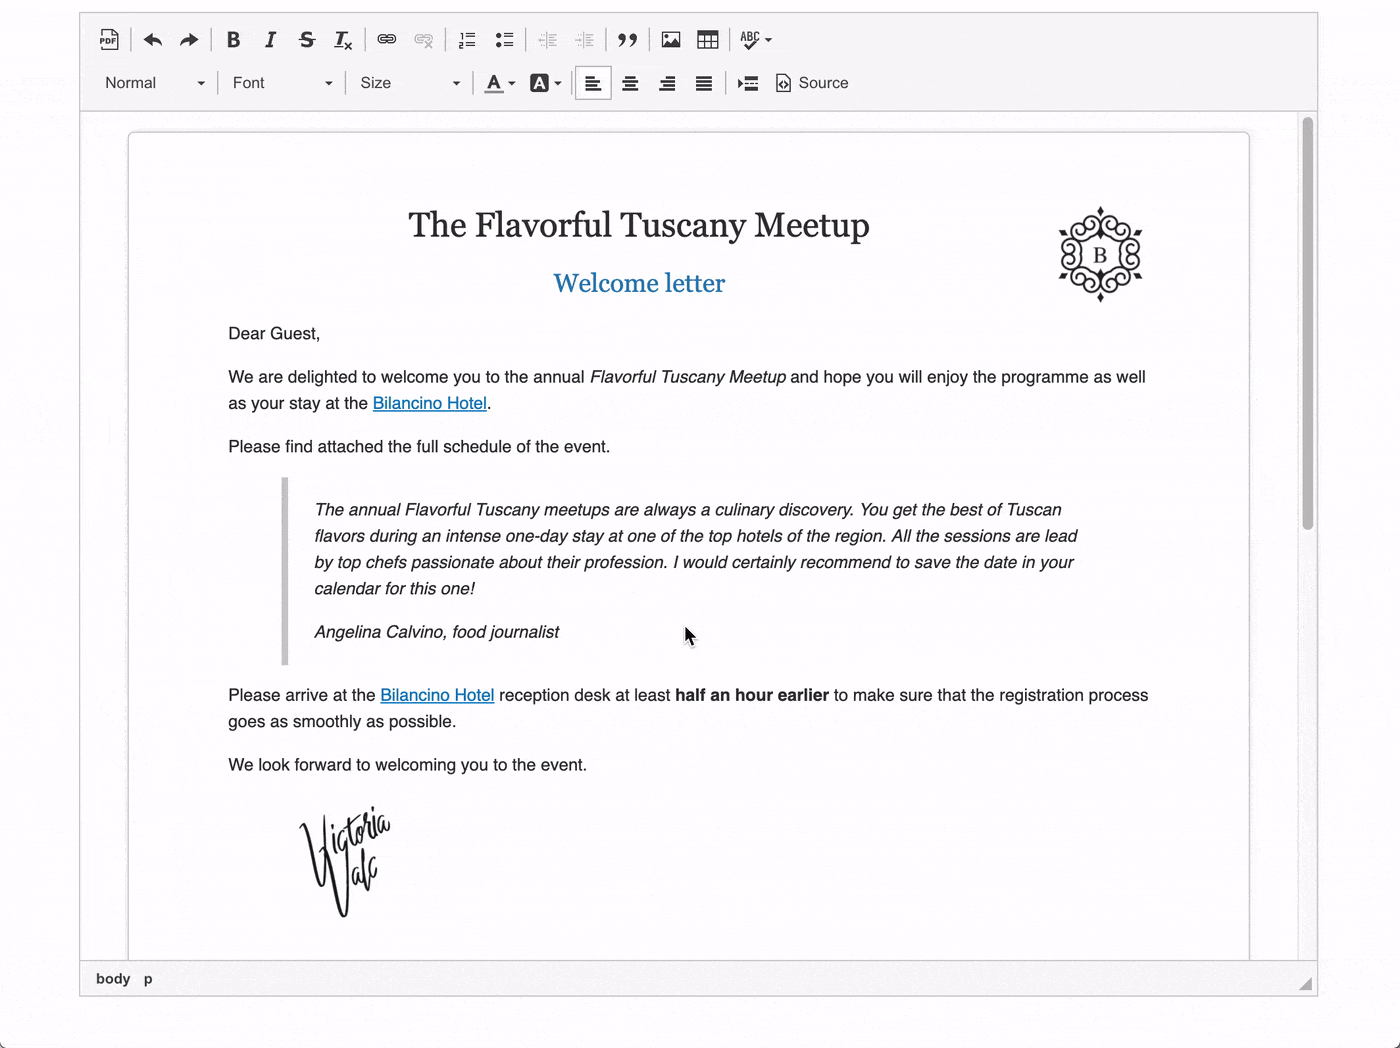 PDF
B I S Tx ABC
Normal Font Size A A Source
The Flavorful Tuscany Meetup
B
Welcome letter
Dear Guest,
We are delighted to welcome you to the annual Flavorful Tuscany Meetup and hope you will enjoy the programme as well
as your stay at the Bilancino Hotel.
Please find attached the full schedule of the event.
The annual Flavorful Tuscany meetups are always a culinary discovery. You get the best of Tuscan
flavors during an intense one-day stay at one of the top hotels of the region. All the sessions are lead
by top chefs passionate about their profession. I would certainly recommend to save the date in your
calendar for this one!
Angelina Calvino, food journalist
Please arrive at the Bilancino Hotel reception desk at least half an hour earlier to make sure that the registration process
goes as smoothly as possible.
We look forward to welcoming you to the event.
Victoria
Valc
body p